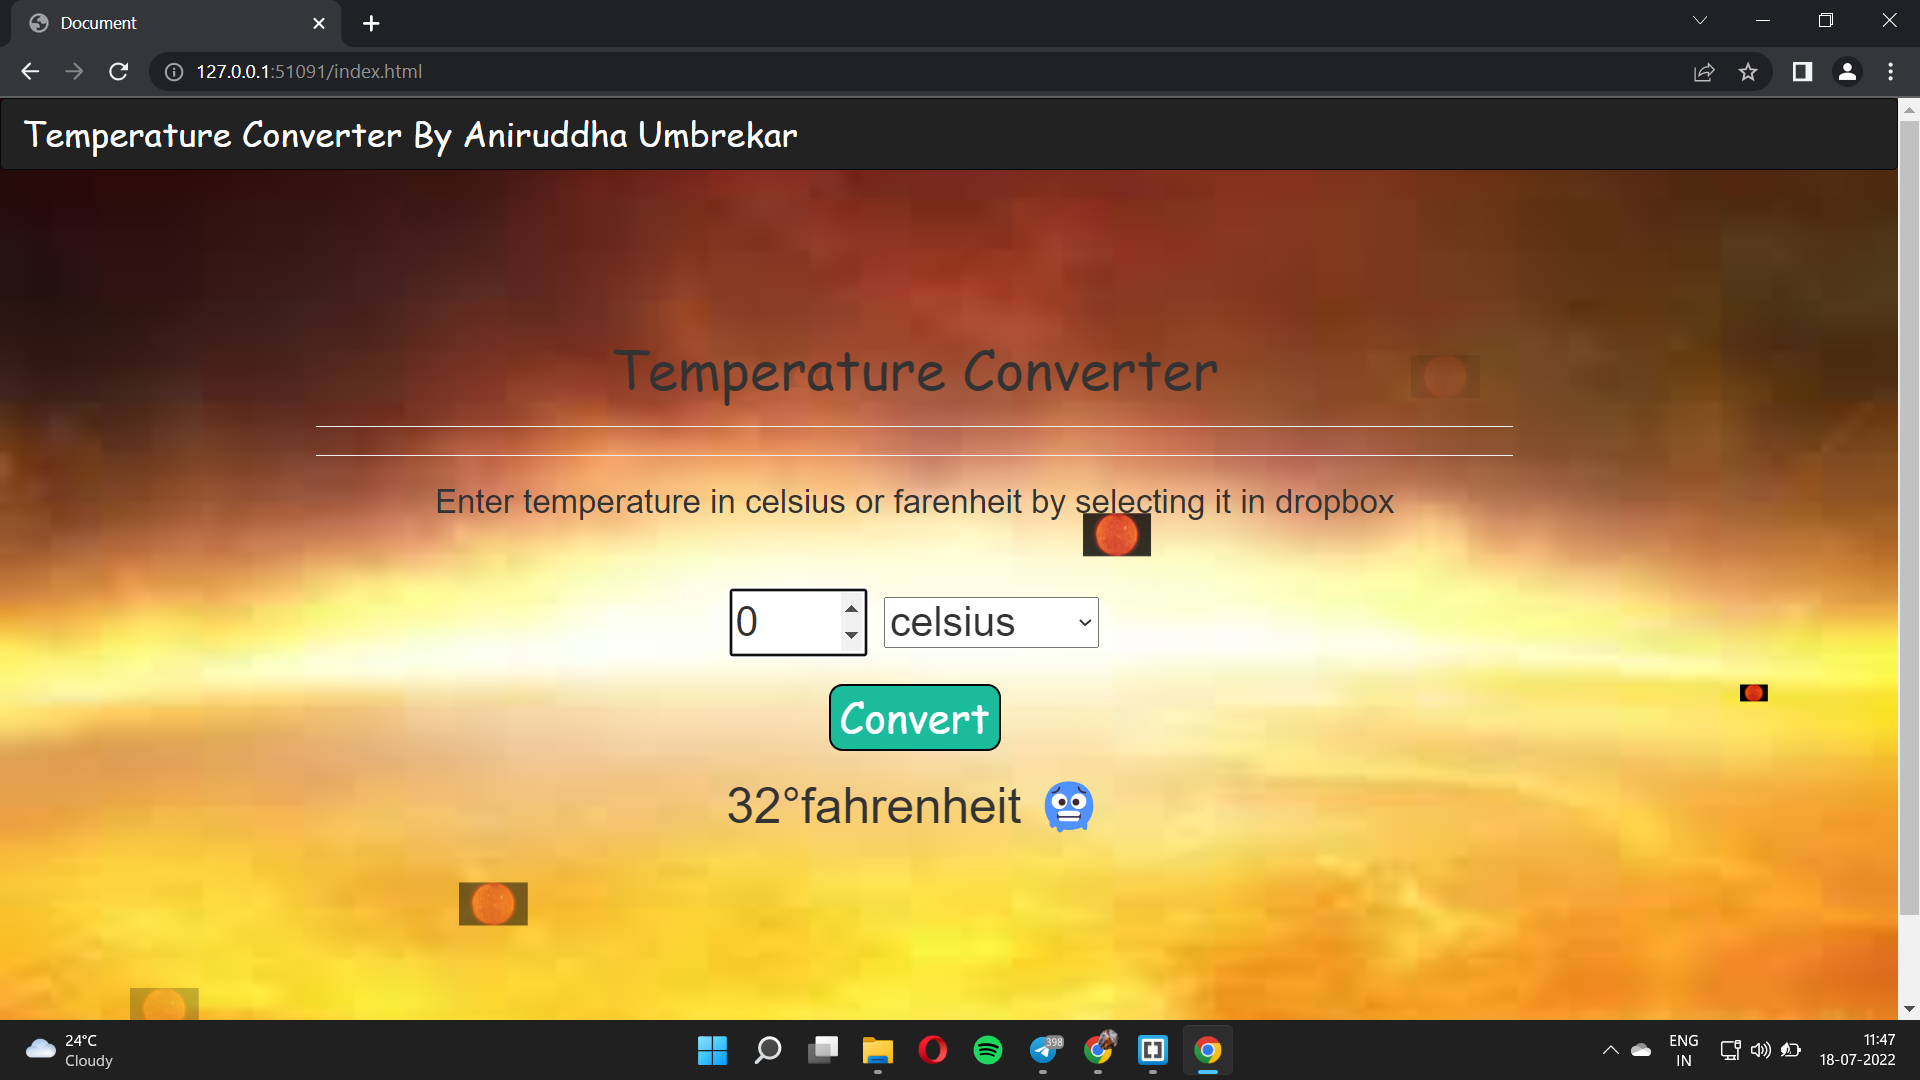 Document
127.0.0.1:51091/index.html
Temperature Converter By Aniruddha Umbrekar
Temperature Converter
Enter temperature in celsius or farenheit by selecting it in dropbox
0 celsius
Convert
32°fahrenheit
24°C
Cloudy
398
ENG
IN
11:47
18-07-2022